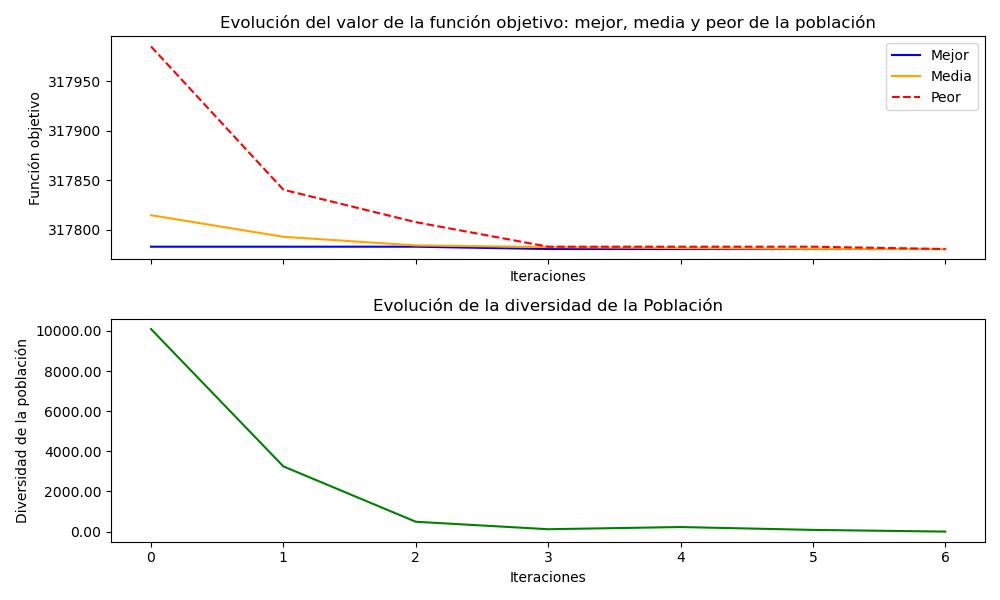 Evolución del valor de la función objetivo: mejor, media y peor de la población
Función objetivo
317950
317900
317850
317800
Mejor
Media
Peor
Iteraciones
Evolución de la diversidad de la Población
Diversidad de la población
10000.00
8000.00
6000.00
4000.00
2000.00
0.00
0 1 2 3 4 5 6
Iteraciones